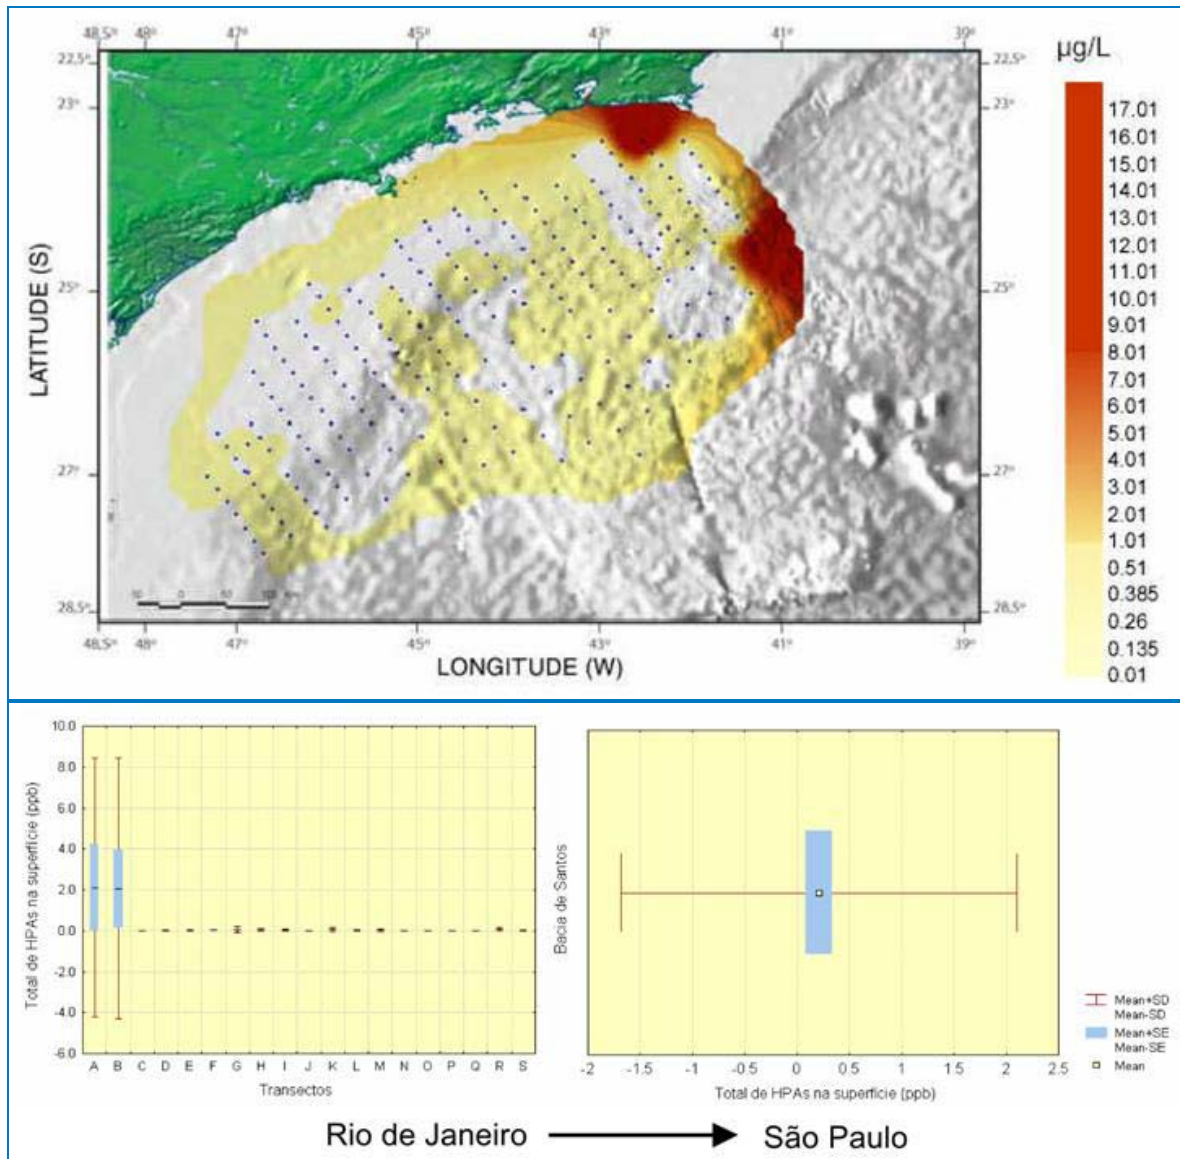 48.5° 48° 47° 45° 43° 41° 39°
µg/L
22.5° 22.5°
23° 23°
25° 25°
27° 27°
28.5° 28.5°
LATITUDE (S)
48.5° 48° 47° 45° 43° 41° 39°
LONGITUDE (W)
17.01
16.01
15.01
14.01
13.01
12.01
11.01
10.01
9.01
8.01
7.01
6.01
5.01
4.01
3.01
2.01
1.01
0.51
0.385
0.26
0.135
0.01
Total de HPAs na superfície (ppb)
10.0
8.0
6.0
4.0
2.0
0.0
-2.0
-4.0
-6.0
A B C D E F G H I J K L M N O P Q R S
Transectos
Bacia de Santos
-2 -1.5 -1 -0.5 0 0.5 1 1.5 2 2.5
Total de HPAs na superfície (ppb)
Mean+SD
Mean-SD
Mean+SE
Mean-SE
Mean
Rio de Janeiro São Paulo